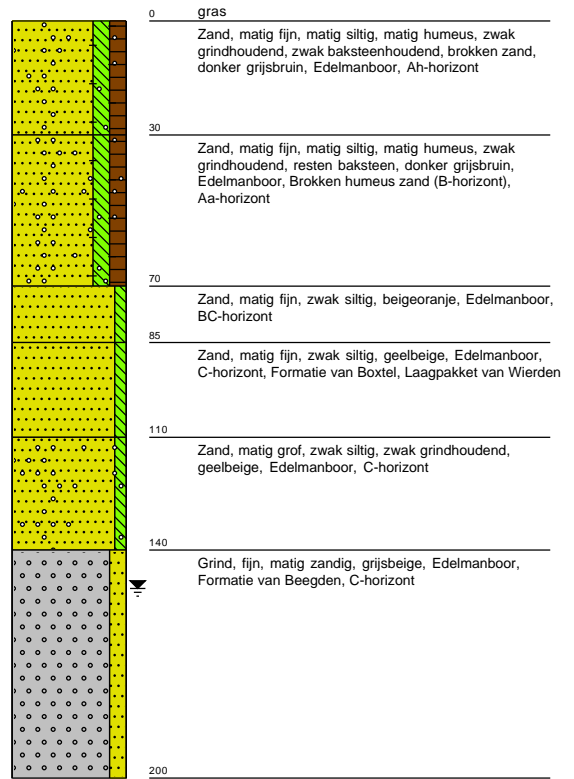 0
gras
Zand, matig fijn, matig siltig, matig humeus, zwak
grindhoudend, zwak baksteenhoudend, brokken zand,
donker grijsbruin, Edelmanboor, Ah-horizont
30
Zand, matig fijn, matig siltig, matig humeus, zwak
grindhoudend, resten baksteen, donker grijsbruin,
Edelmanboor, Brokken humeus zand (B-horizont),
Aa-horizont
70
Zand, matig fijn, zwak siltig, beigeoranje, Edelmanboor,
BC-horizont
85
Zand, matig fijn, zwak siltig, geelbeige, Edelmanboor,
C-horizont, Formatie van Boxtel, Laagpakket van Wierden
110
Zand, matig grof, zwak siltig, zwak grindhoudend,
geelbeige, Edelmanboor, C-horizont
140
Grind, fijn, matig zandig, grijsbeige, Edelmanboor,
Formatie van Beegden, C-horizont
200